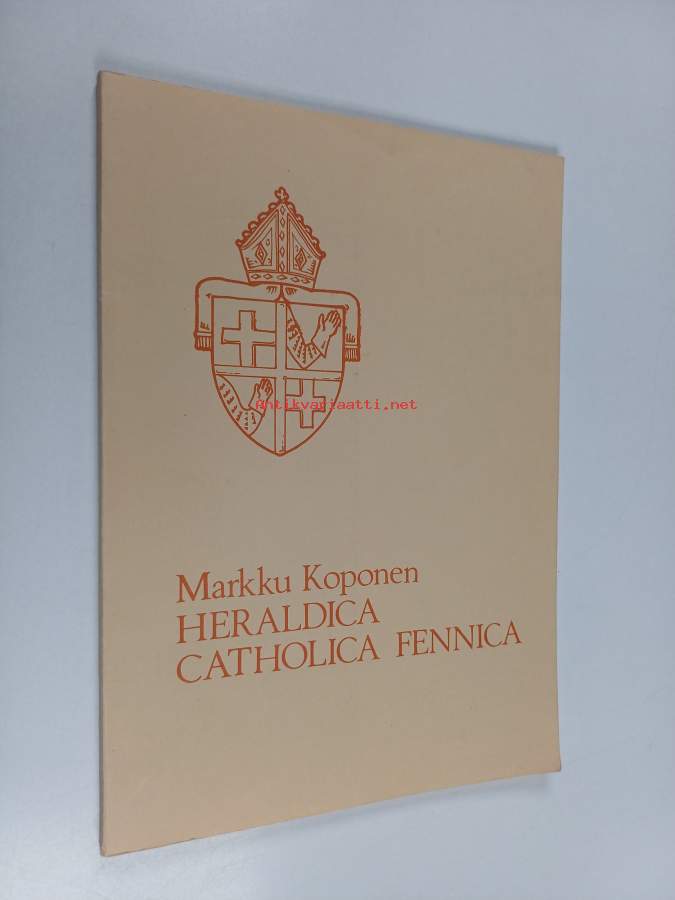 Antikvariaatti.net
Markku Koponen
HERALDICA
CATHOLICA FENNICA